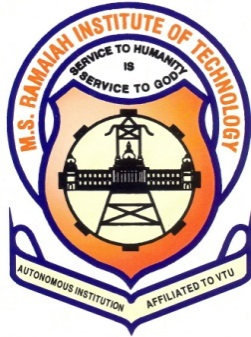 M.S. RAMAIAH INSTITUTE OF TECHNOLOGY
SERVICE TO HUMANITY
IS
SERVICE TO GOD
AUTONOMOUS INSTITUTION
AFFILIATED TO VTU